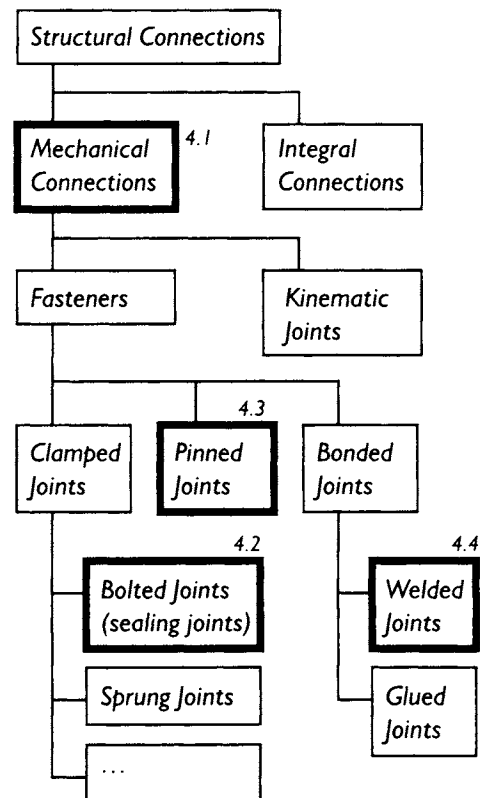 Structural Connections
4.1
Mechanical
Connections
Integral
Connections
Fasteners
Kinematic
Joints
4.3
Clamped
Joints
Pinned
Joints
Bonded
Joints
4.2
Bolted Joints
(sealing joints)
4.4
Welded
Joints
Sprung Joints
Glued
Joints
...